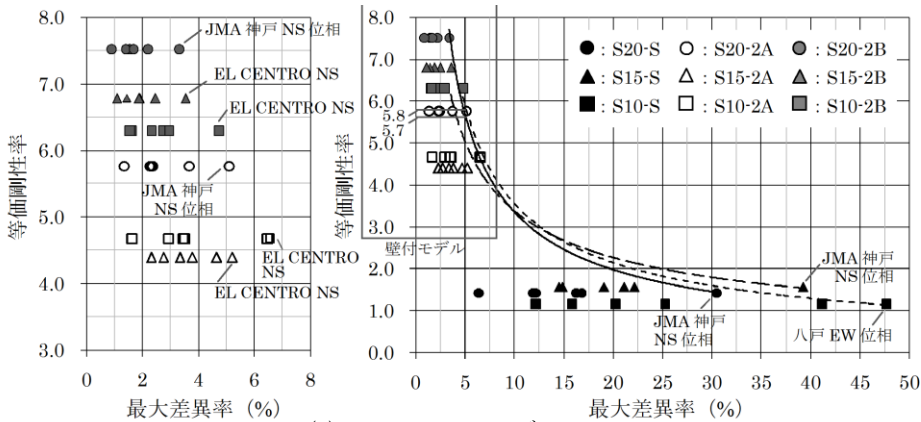 8.0
7.0
6.0
5.0
4.0
3.0
0
2
4
6
8
等価剛性率
最大差異率（%）
JMA 神戸 NS 位相
EL CENTRO NS
EL CENTRO NS
JMA 神戸
NS 位相
EL CENTRO
NS
EL CENTRO NS
8.0
7.0
6.0
5.8
5.7
5.0
4.0
3.0
2.0
1.0
0.0
0
5
10
15
20
25
30
35
40
45
50
等価剛性率
最大差異率（%）
: S20-S
: S20-2A
: S20-2B
: S15-S
: S15-2A
: S15-2B
: S10-S
: S10-2A
: S10-2B
壁付モデル
JMA 神戸
NS 位相
JMA 神戸
NS 位相
八戸 EW 位相